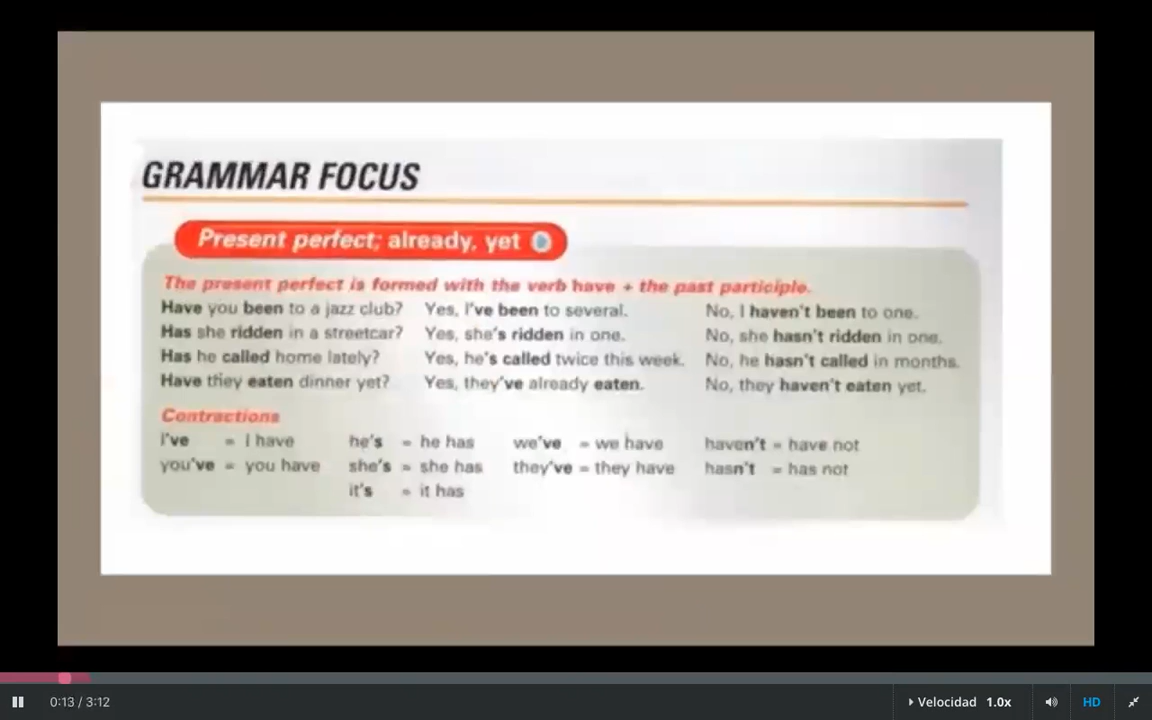 GRAMMAR FOCUS
Present perfect; already, yet
The present perfect is formed with the verb have + the past participle.
Have you been to a jazz club? Yes, I've been to several. No, I haven't been to one.
Has she ridden in a streetcar? Yes, she's ridden in one. No, she hasn't ridden in one.
Has he called home lately? Yes, he's called twice this week. No, he hasn't called in months.
Have they eaten dinner yet? Yes, they've already eaten. No, they haven't eaten yet.
Contractions
I've = I have he's = he has we've = we have haven't = have not
you've = you have she's = she has they've = they have hasn't = has not
it's = it has
0:13 / 3:12 Velocidad 1.0x HD